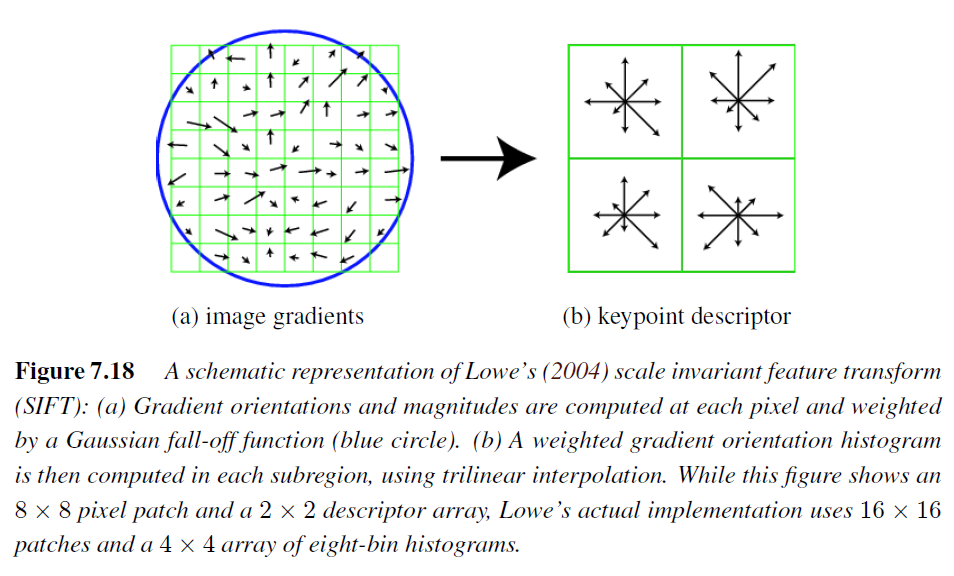 (a) image gradients
(b) keypoint descriptor
Figure 7.18 A schematic representation of Lowe's (2004) scale invariant feature transform
(SIFT): (a) Gradient orientations and magnitudes are computed at each pixel and weighted
by a Gaussian fall-off function (blue circle). (b) A weighted gradient orientation histogram
is then computed in each subregion, using trilinear interpolation. While this figure shows an
8 × 8 pixel patch and a 2 × 2 descriptor array, Lowe's actual implementation uses 16 × 16
patches and a 4 × 4 array of eight-bin histograms.